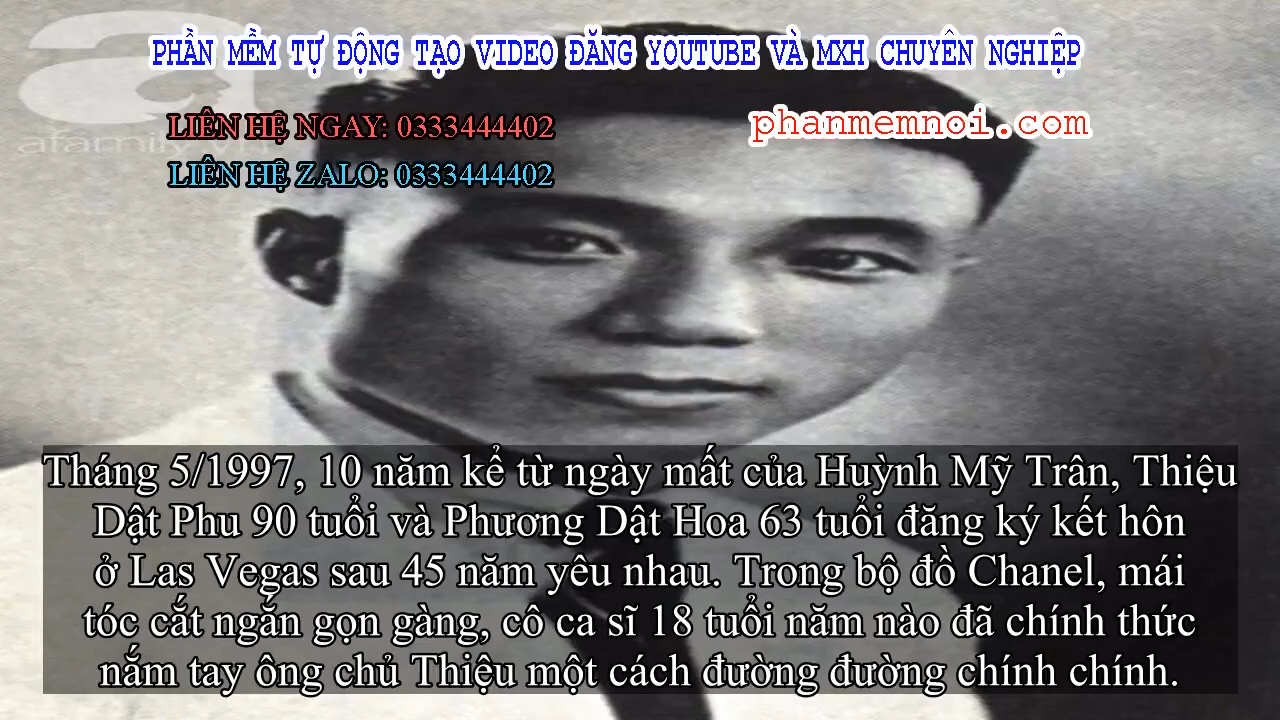 PHẦN MỀM TỰ ĐỘNG TẠO VIDEO ĐĂNG YOUTUBE VÀ MXH CHUYÊN NGHIỆP
LIÊN HỆ NGAY: 0333444402
phanmemnoi.com
afamily.vn
LIÊN HỆ ZALO: 0333444402
Tháng 5/1997, 10 năm kể từ ngày mất của Huỳnh Mỹ Trân, Thiệu
Dật Phu 90 tuổi và Phương Dật Hoa 63 tuổi đăng ký kết hôn
ở Las Vegas sau 45 năm yêu nhau. Trong bộ đồ Chanel, mái
tóc cắt ngắn gọn gàng, cô ca sĩ 18 tuổi năm nào đã chính thức
nắm tay ông chủ Thiệu một cách đường đường chính chính.